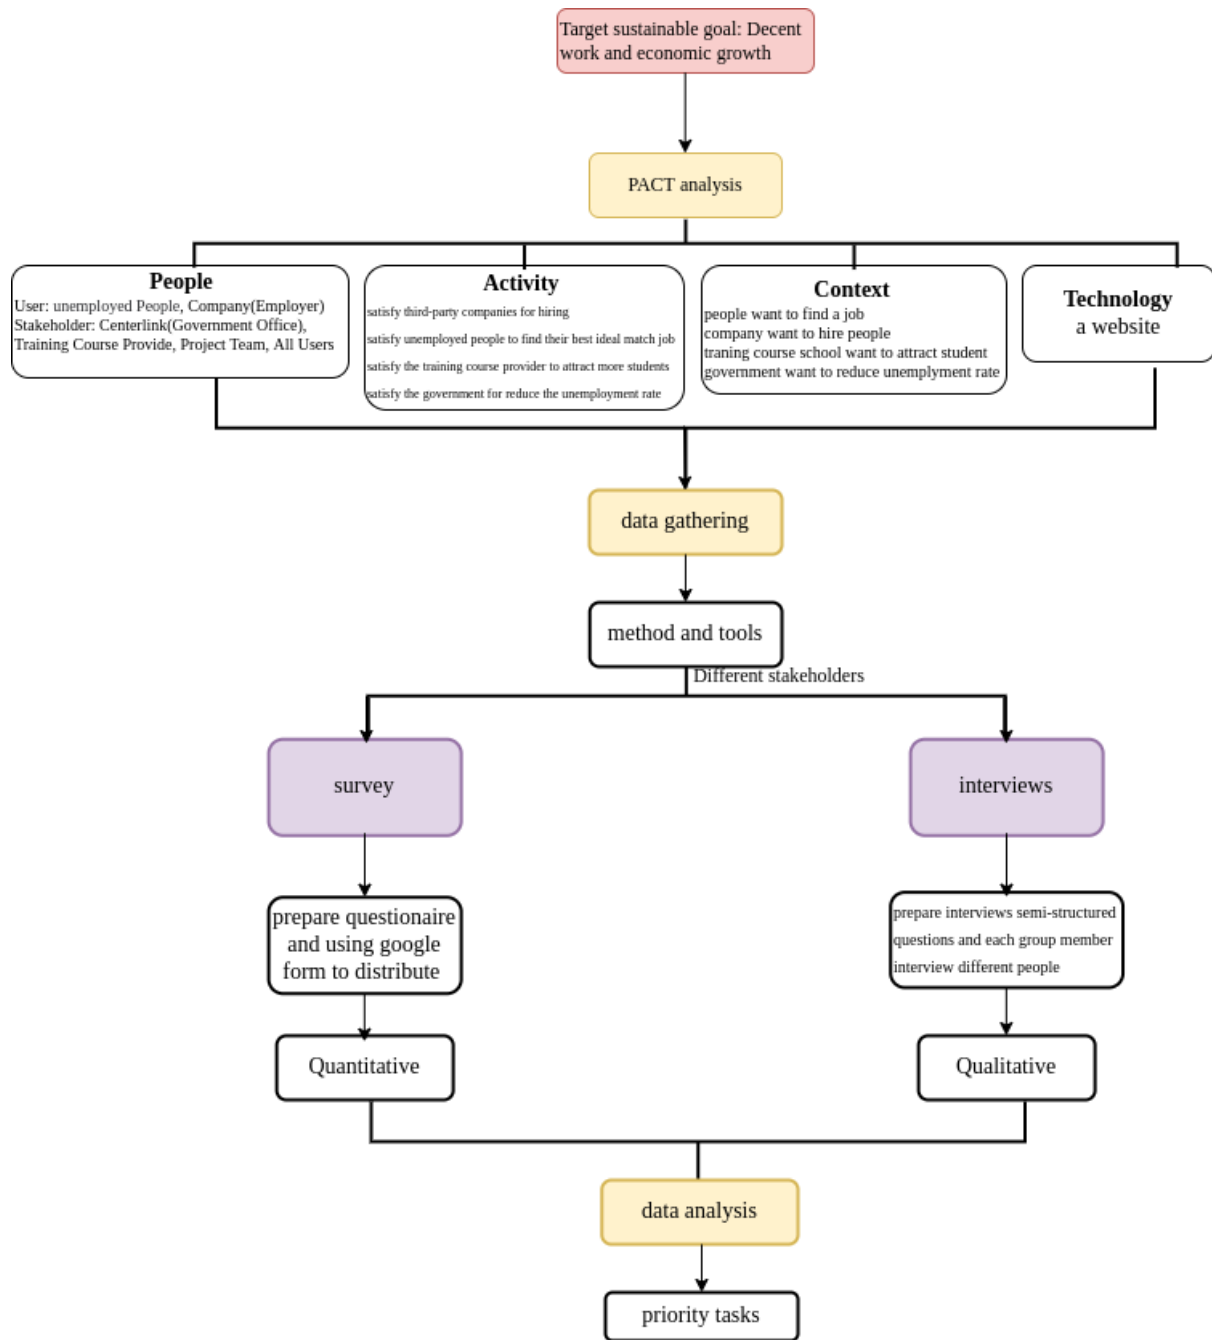 Target sustainable goal: Decent
work and economic growth
PACT analysis
People
User: unemployed People, Company(Employer)
Stakeholder: Centerlink(Government Office),
Training Course Provide, Project Team, All Users
Activity
satisfy third-party companies for hiring
satisfy unemployed people to find their best ideal match job
satisfy the training course provider to attract more students
satisfy the government for reduce the unemployment rate
Context
people want to find a job
company want to hire people
traning course school want to attract student
government want to reduce unemplyment rate
Technology
a website
data gathering
method and tools
Different stakeholders
survey
interviews
prepare questionaire
and using google
form to distribute
prepare interviews semi-structured
questions and each group member
interview different people
Quantitative
Qualitative
data analysis
priority tasks